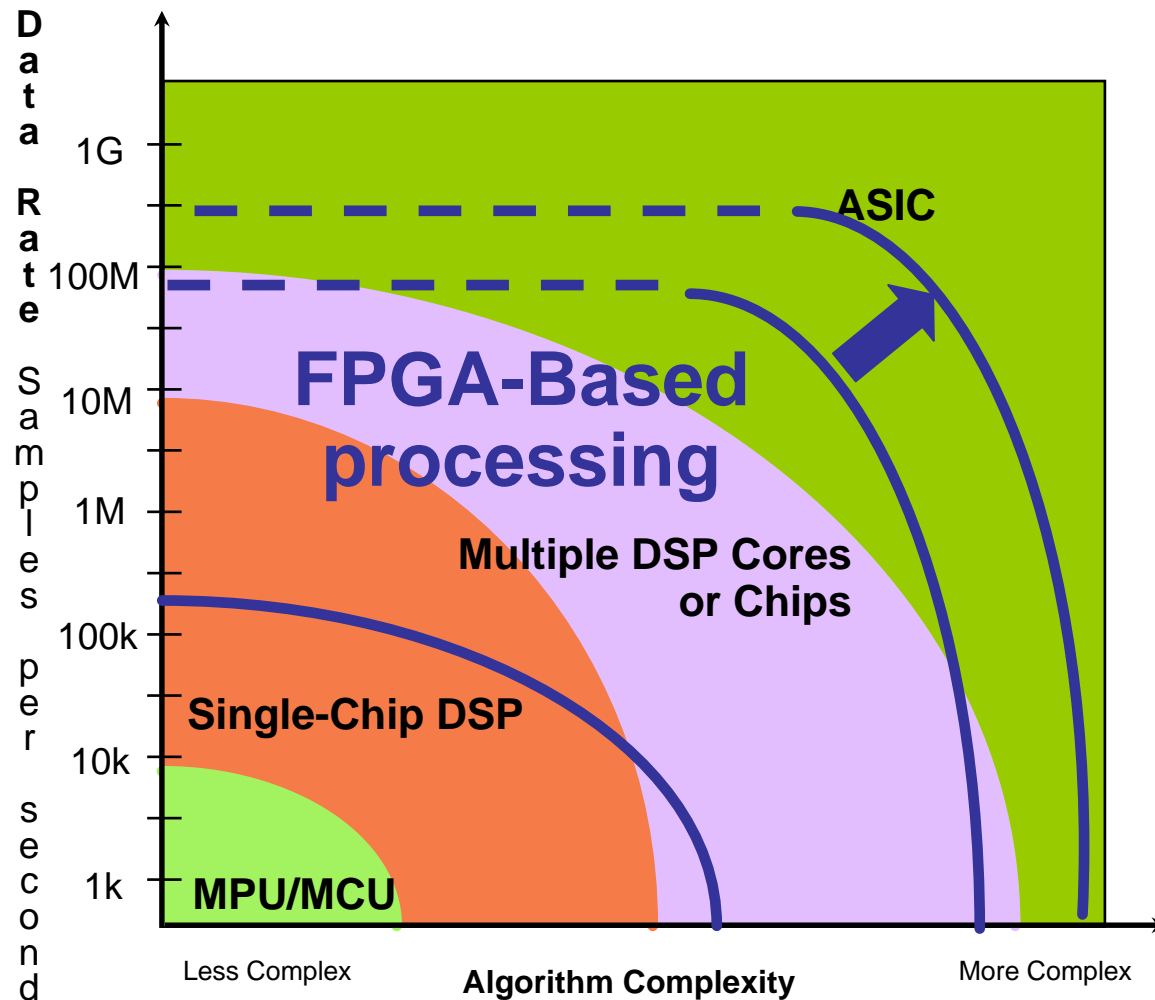 Data Rate Samples per second
1G
ASIC
100M
FPGA-Based
10M
processing
1M
Multiple DSP Cores
or Chips
100k
Single-Chip DSP
10k
MPU/MCU
1k
Less Complex
Algorithm Complexity
More Complex